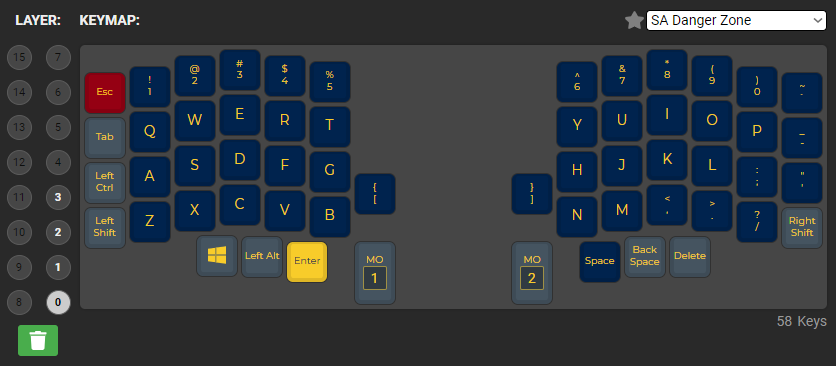 LAYER: KEYMAP: SA Danger Zone
15 7
14 6
13 5
12 4
11 3
10 2
9 1
8 0
Esc ! 1 @ 2 # 3 $ 4 % 5 ^ 6 & 7 * 8 ( 9 ) 0 ~ `
Tab Q W E R T Y U I O P _ -
Left Ctrl A S D F G H J K L : ; " '
Left Shift Z X C V B { [ } ] N M < , > . ? / Right Shift
Left Alt Enter MO 1 MO 2 Space Back Space Delete
58 Keys